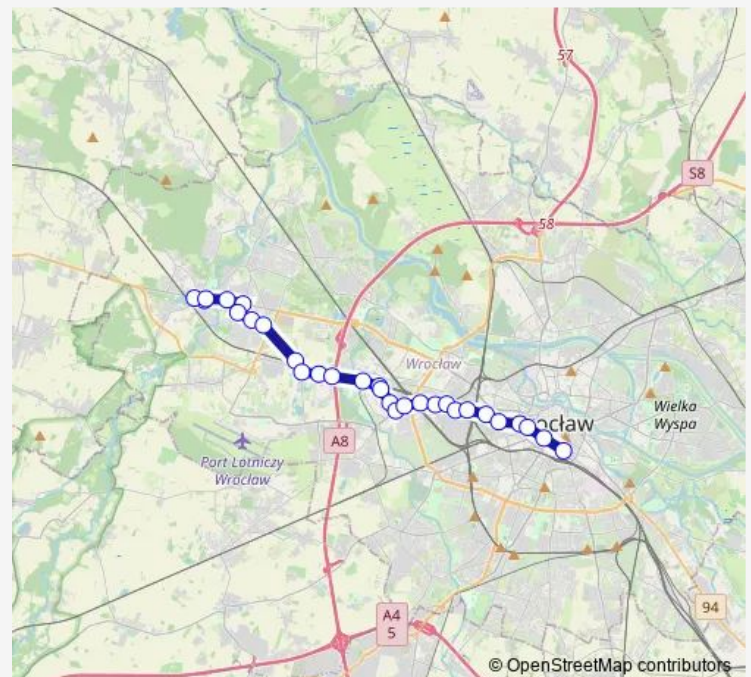 57
S8
58
Wrocław
Wielka
Wyspa
ocław
A8
Port Lotniczy
Wrocław
94
A4
5
© OpenStreetMap contributors